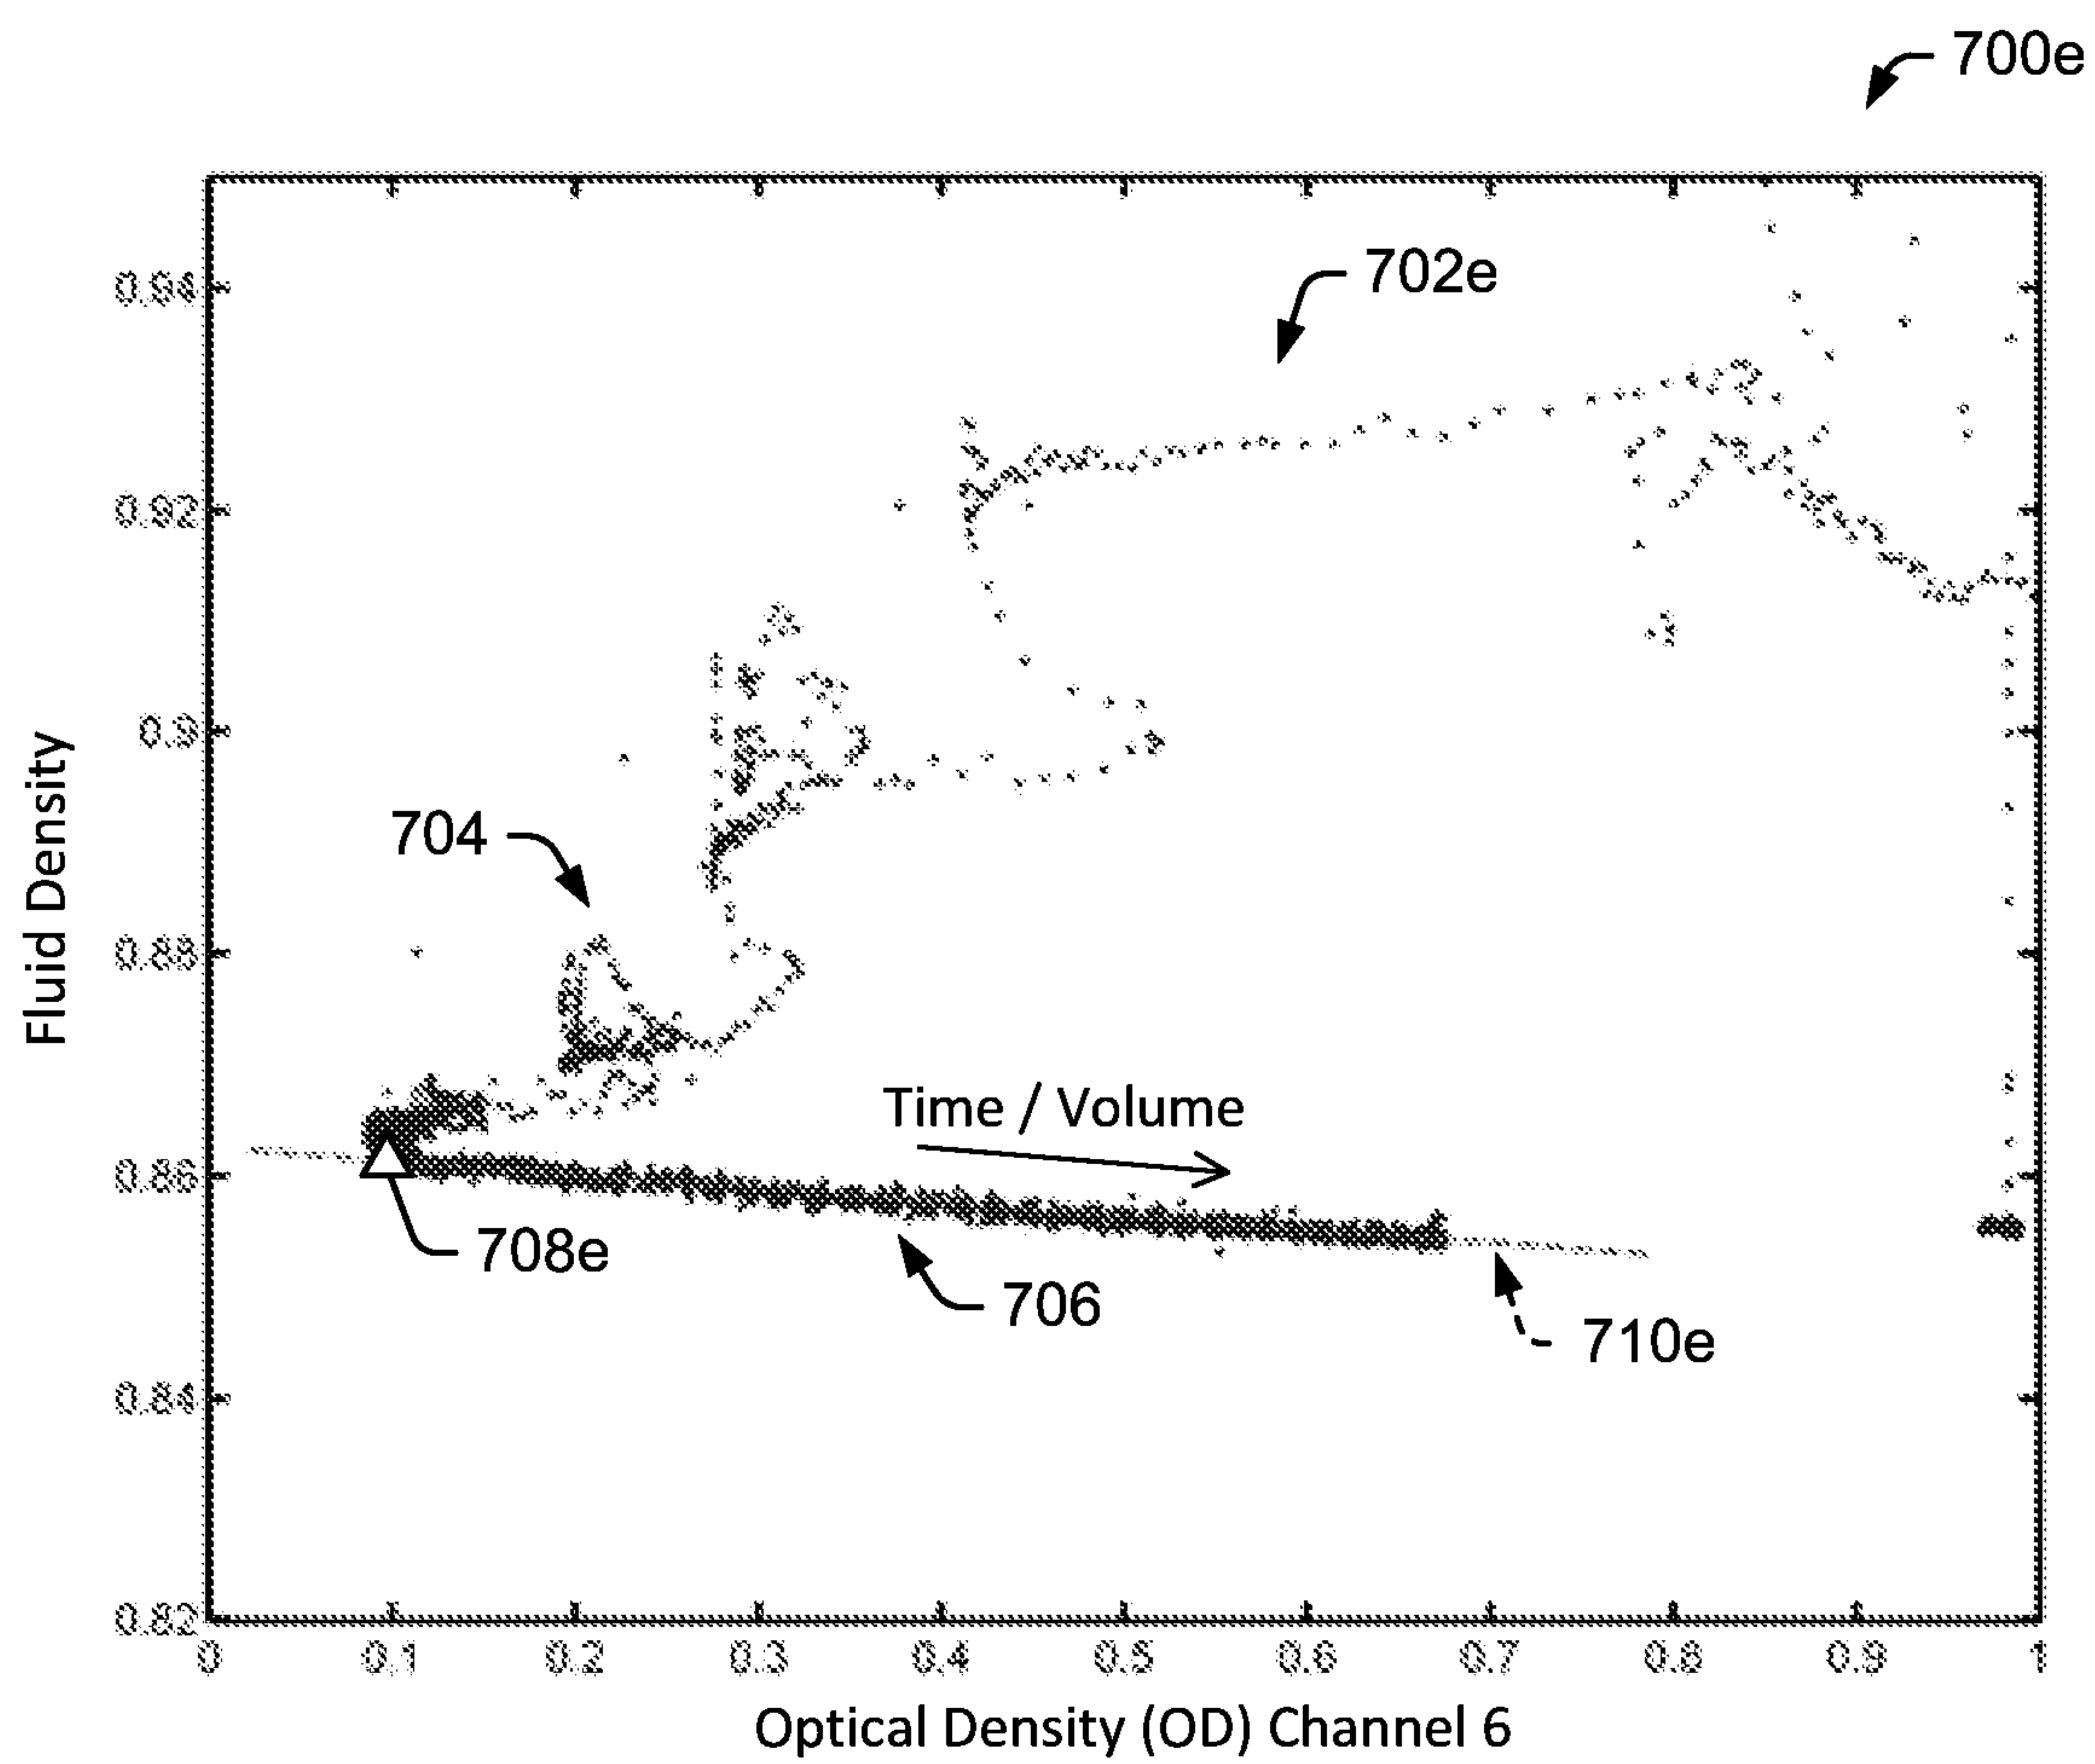 700e
702e
0.94
0.92
0.9
704
0.88
Fluid Density
Time / Volume
0.86
708e
706
710e
0.84
0.82
0 0.1 0.2 0.3 0.4 0.5 0.6 0.7 0.8 0.9 1
Optical Density (OD) Channel 6